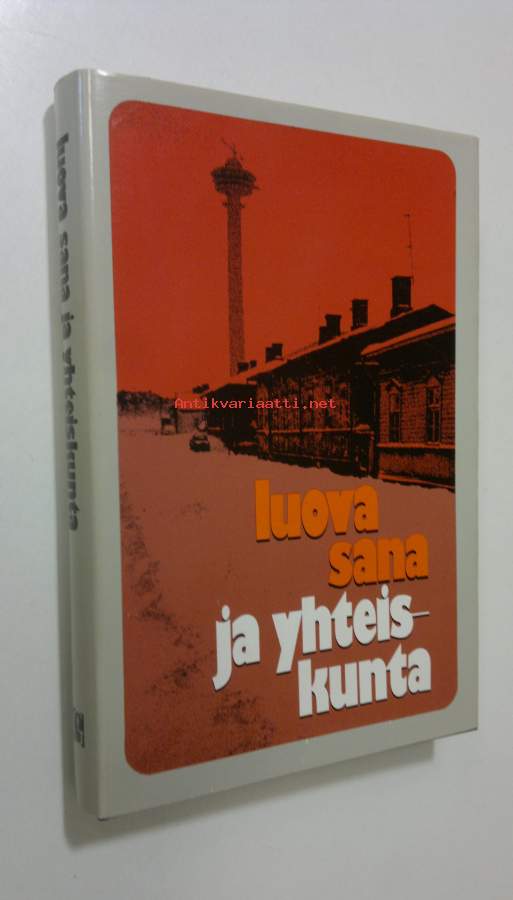 luova sana ja yhteiskunta
Antikvariaatti.net
luova
sana
ja yhteis-
kunta